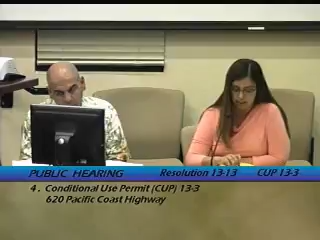 PUBLIC HEARING Resolution 13-13 CUP 13-3
4. Conditional Use Permit (CUP) 13-3
620 Pacific Coast Highway